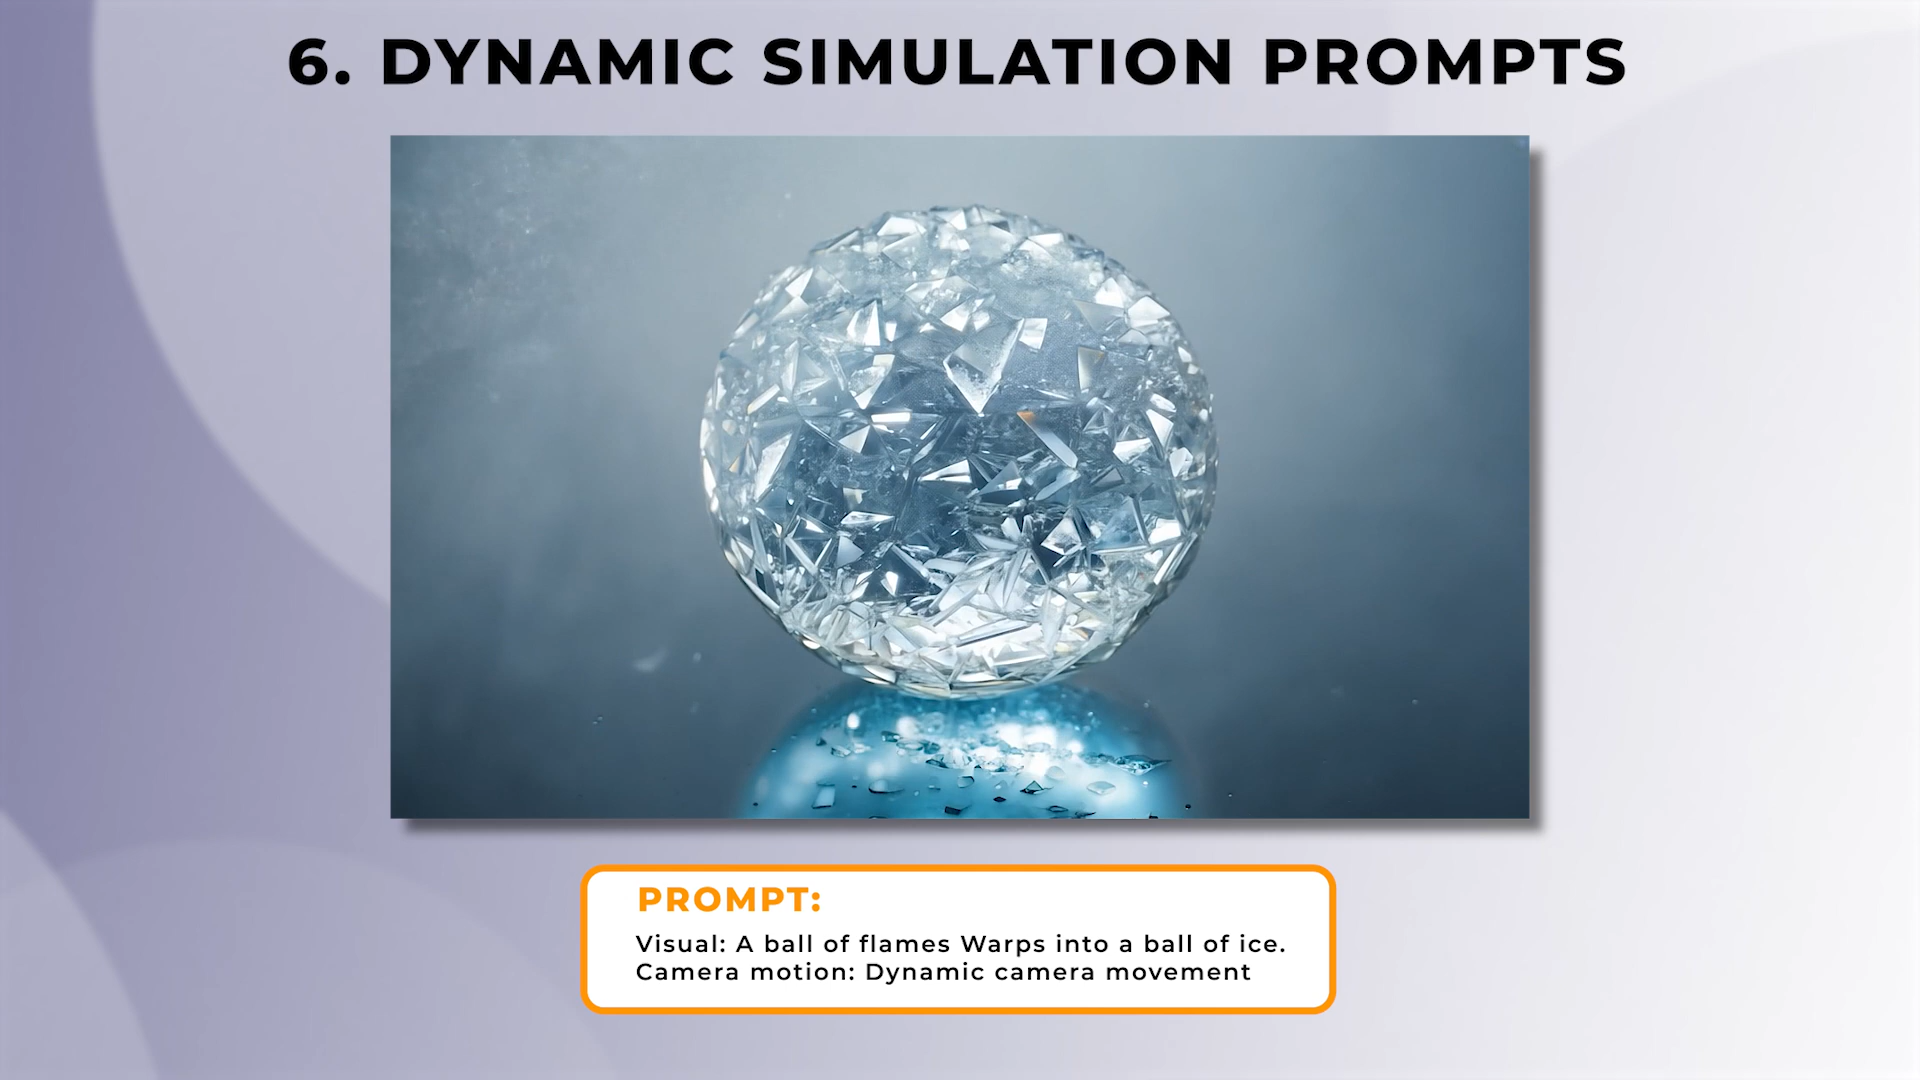 6. DYNAMIC SIMULATION PROMPTS
PROMPT:
Visual: A ball of flames Warps into a ball of ice.
Camera motion: Dynamic camera movement